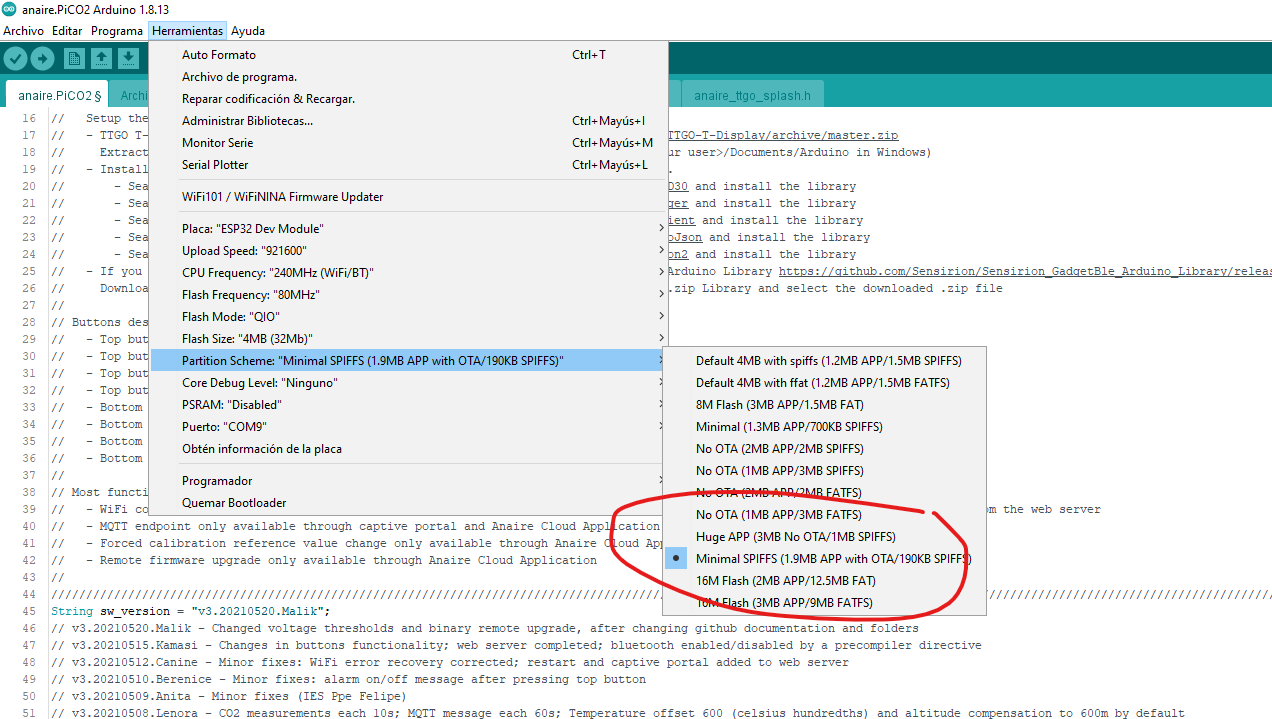 anaire.PiCO2 Arduino 1.8.13
Archivo Editar Programa Herramientas Ayuda
Auto Formato Ctrl+T
Archivo de programa.
Reparar codificación & Recargar.
Administrar Bibliotecas... Ctrl+Mayús+I
Monitor Serie Ctrl+Mayús+M
Serial Plotter Ctrl+Mayús+L
WiFi101 / WiFiNINA Firmware Updater
Placa: "ESP32 Dev Module"
Upload Speed: "921600"
CPU Frequency: "240MHz (WiFi/BT)"
Flash Frequency: "80MHz"
Flash Mode: "QIO"
Flash Size: "4MB (32Mb)"
Partition Scheme: "Minimal SPIFFS (1.9MB APP with OTA/190KB SPIFFS)"
Core Debug Level: "Ninguno"
PSRAM: "Disabled"
Puerto: "COM9"
Obtén información de la placa
Programador
Quemar Bootloader
Default 4MB with spiffs (1.2MB APP/1.5MB SPIFFS)
Default 4MB with ffat (1.2MB APP/1.5MB FATFS)
8M Flash (3MB APP/1.5MB FAT)
Minimal (1.3MB APP/700KB SPIFFS)
No OTA (2MB APP/2MB SPIFFS)
No OTA (1MB APP/3MB SPIFFS)
No OTA (2MB APP/2MB FATFS)
No OTA (1MB APP/3MB FATFS)
Huge APP (3MB No OTA/1MB SPIFFS)
Minimal SPIFFS (1.9MB APP with OTA/190KB SPIFFS)
16M Flash (2MB APP/12.5MB FAT)
16M Flash (3MB APP/9MB FATFS)
anaire.PiCO2 § Archi anaire_ttgo_splash.h
16 // Setup the
17 // - TTGO T- TTGO-T-Display/archive/master.zip
18 // Extract ur user>/Documents/Arduino in Windows)
19 // - Install .
20 // - Sea D30 and install the library
21 // - Sea ger and install the library
22 // - Sea ient and install the library
23 // - Sea oJson and install the library
24 // - Sea on2 and install the library
25 // - If you Arduino Library https://github.com/Sensirion/Sensirion_GadgetBle_Arduino_Library/relea
26 // Downloa .zip Library and select the downloaded .zip file
27 //
28 // Buttons des
29 // - Top but
30 // - Top but
31 // - Top but
32 // - Top but
33 // - Bottom
34 // - Bottom
35 // - Bottom
36 // - Bottom
37 //
38 // Most functi
39 // - WiFi co om the web server
40 // - MQTT endpoint only available through captive portal and Anaire Cloud Application
41 // - Forced calibration reference value change only available through Anaire Cloud App
42 // - Remote firmware upgrade only available through Anaire Cloud Application
43 //
44 ////////////////////////////////////////////////////////////////////////////////
45 String sw_version = "v3.20210520.Malik";
46 // v3.20210520.Malik - Changed voltage thresholds and binary remote upgrade, after changing github documentation and folders
47 // v3.20210515.Kamasi - Changes in buttons functionality; web server completed; bluetooth enabled/disabled by a precompiler directive
48 // v3.20210512.Canine - Minor fixes: WiFi error recovery corrected; restart and captive portal added to web server
49 // v3.20210510.Berenice - Minor fixes: alarm on/off message after pressing top button
50 // v3.20210509.Anita - Minor fixes (IES Ppe Felipe)
51 // v3.20210508.Lenora - CO2 measurements each 10s; MQTT message each 60s; Temperature offset 600 (celsius hundredths) and altitude compensation to 600m by default